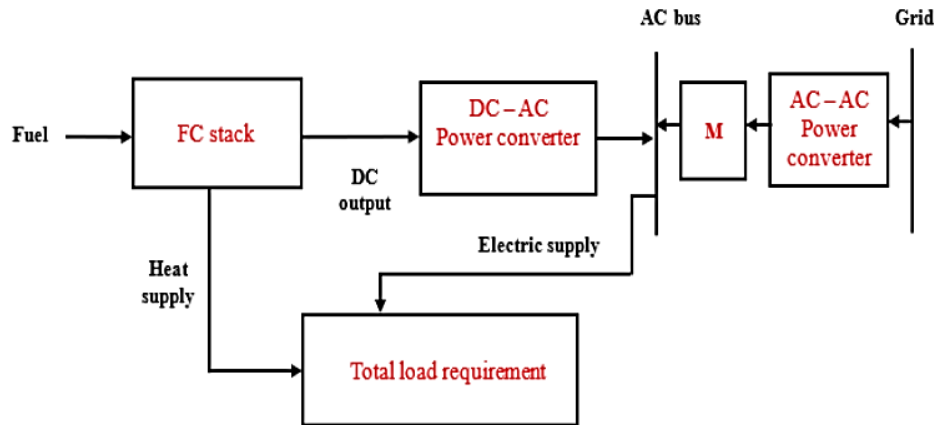 AC bus
Grid
Fuel
FC stack
DC – AC
Power converter
M
AC – AC
Power
converter
DC
output
Electric supply
Heat
supply
Total load requirement